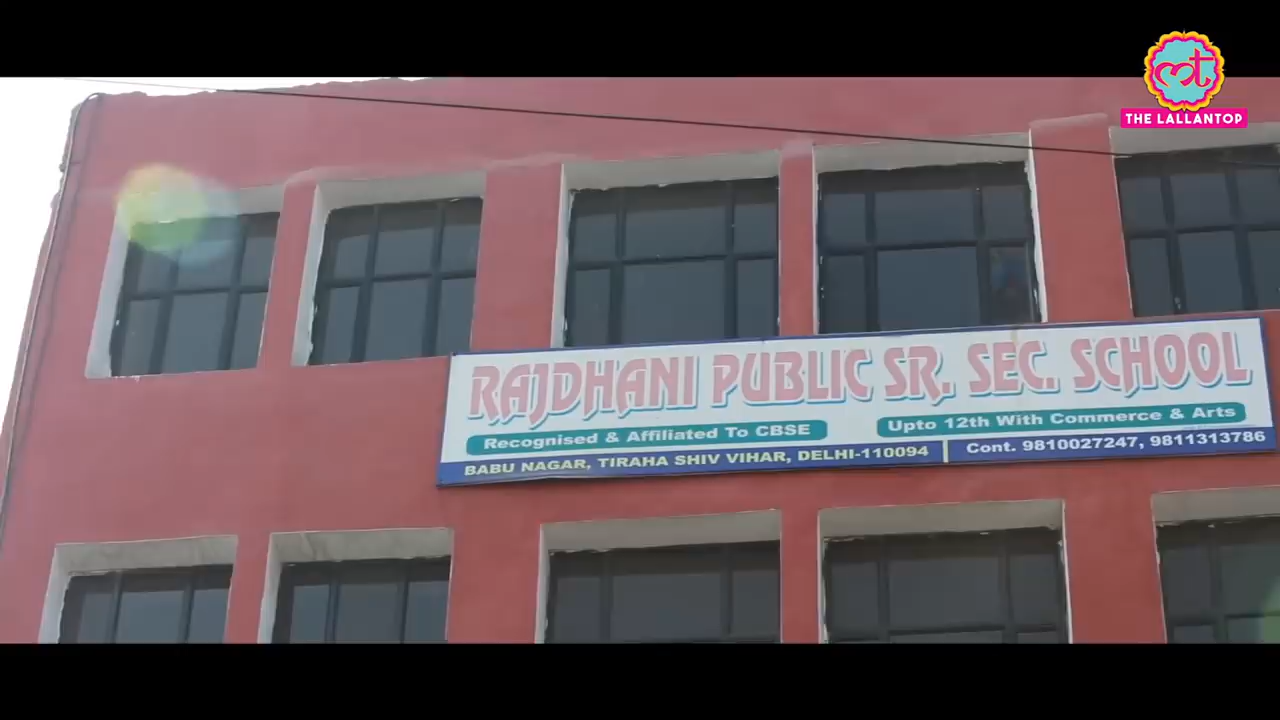 लT
THE LALLANTOP
RAJDHANI PUBLIC SR. SEC. SCHOOL
Recognised & Affiliated To CBSE
Upto 12th With Commerce & Arts
BABU NAGAR, TIRAHA SHIV VIHAR, DELHI-110094
Cont. 9810027247, 9811313786